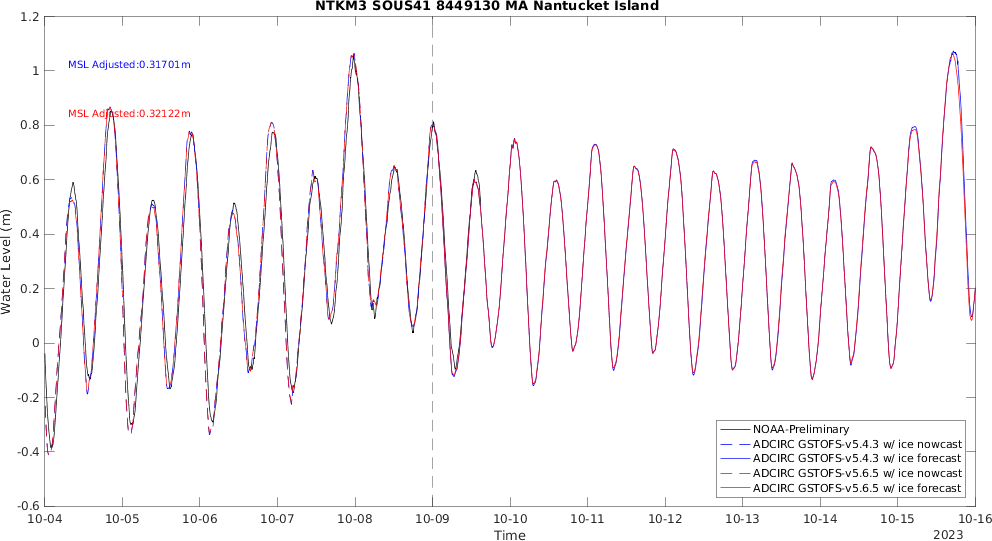 NTKM3 SOUS41 8449130 MA Nantucket Island
1.2
1
0.8
0.6
0.4
0.2
0
-0.2
-0.4
-0.6
Water Level (m)
MSL Adjusted:0.31701m
MSL Adjusted:0.32122m
NOAA-Preliminary
ADCIRC GSTOFS-v5.4.3 w/ ice nowcast
ADCIRC GSTOFS-v5.4.3 w/ ice forecast
ADCIRC GSTOFS-v5.6.5 w/ ice nowcast
ADCIRC GSTOFS-v5.6.5 w/ ice forecast
10-04 10-05 10-06 10-07 10-08 10-09 10-10 10-11 10-12 10-13 10-14 10-15 10-16
Time
2023